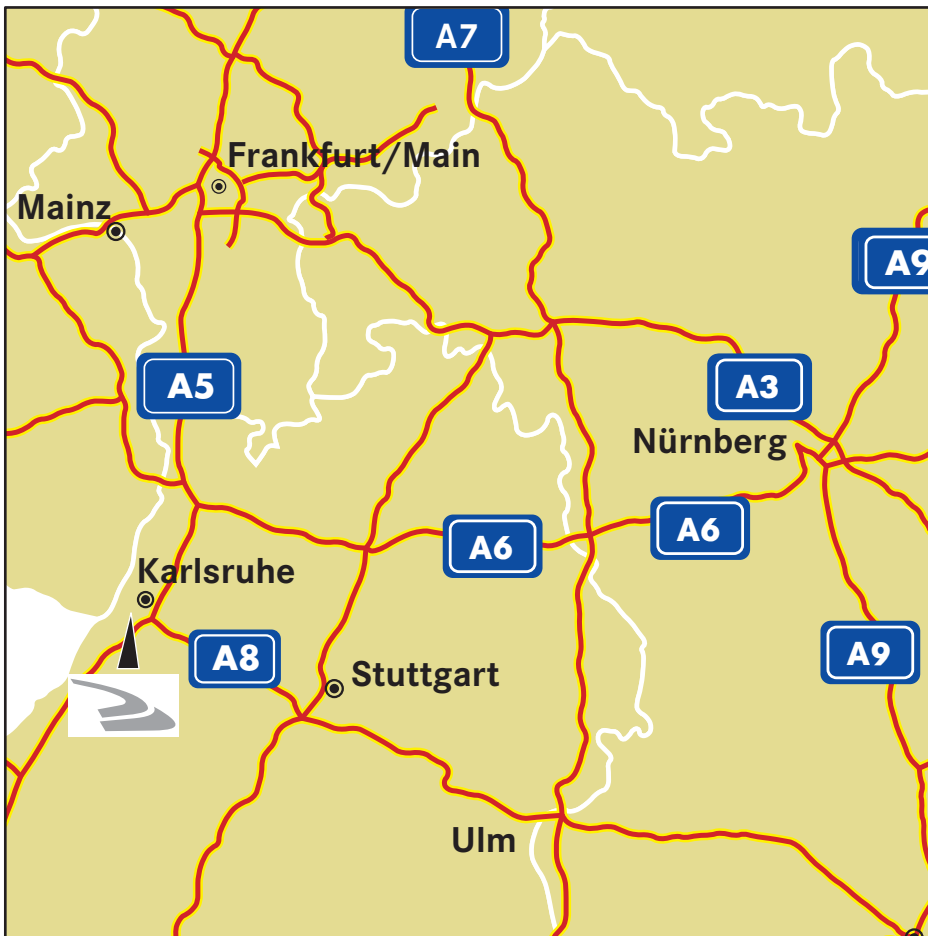 A7
Frankfurt/Main
Mainz
A9
A5
A3
Nürnberg
A6
A6
Karlsruhe
A8
A9
Stuttgart
Ulm